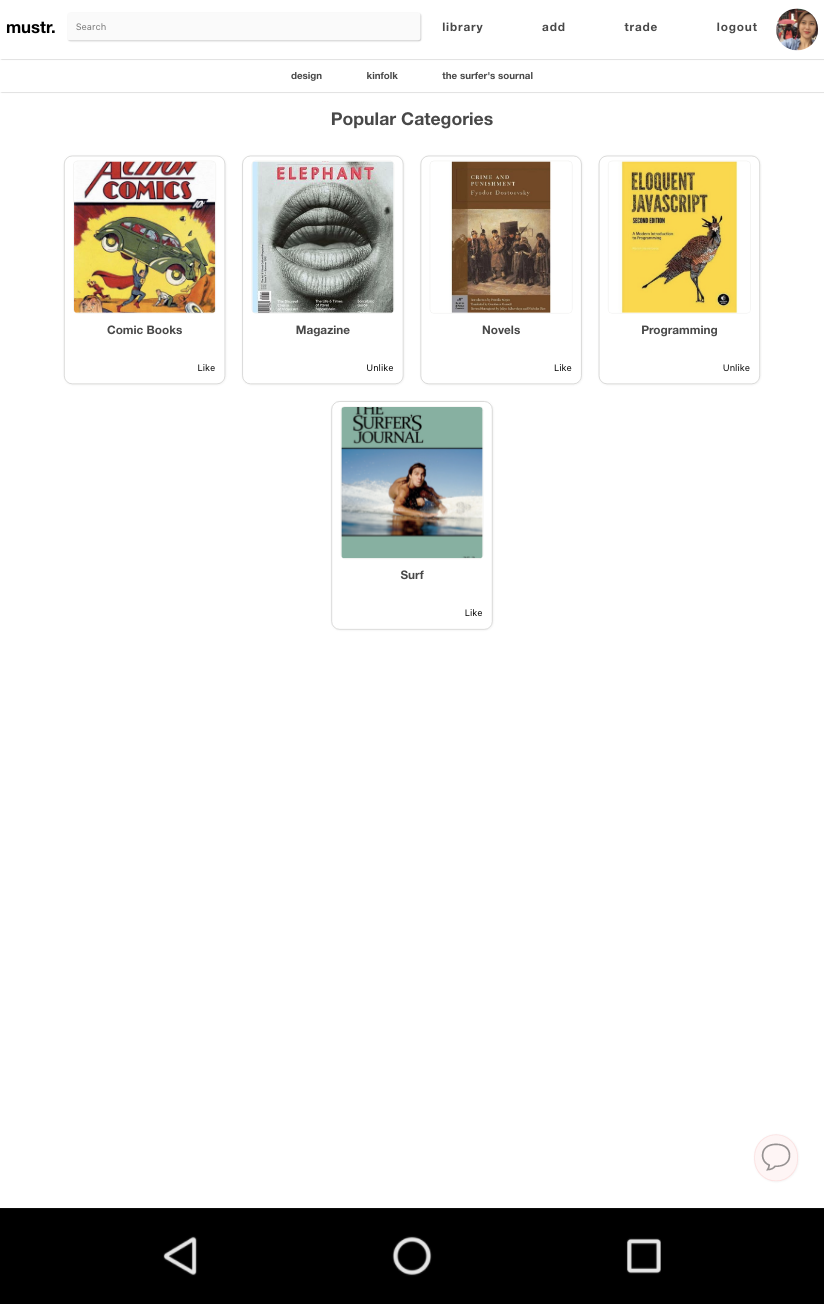 mustr.
Search
library
add
trade
logout
design
kinfolk
the surfer's sournal
Popular Categories
ACTION
COMICS
ELEPHANT
CRIME AND
PUNISHMENT
Fyodor Dostoevsky
ELOQUENT
JAVASCRIPT
SECOND EDITION
A Modern Introduction
to Programming
Comic Books
Magazine
Novels
Programming
Like
Unlike
Like
Unlike
THE
SURFER'S
JOURNAL
Surf
Like